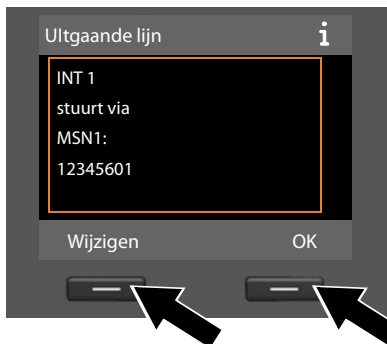 UItgaande lijn i
INT 1
stuurt via
MSN1:
12345601
Wijzigen OK